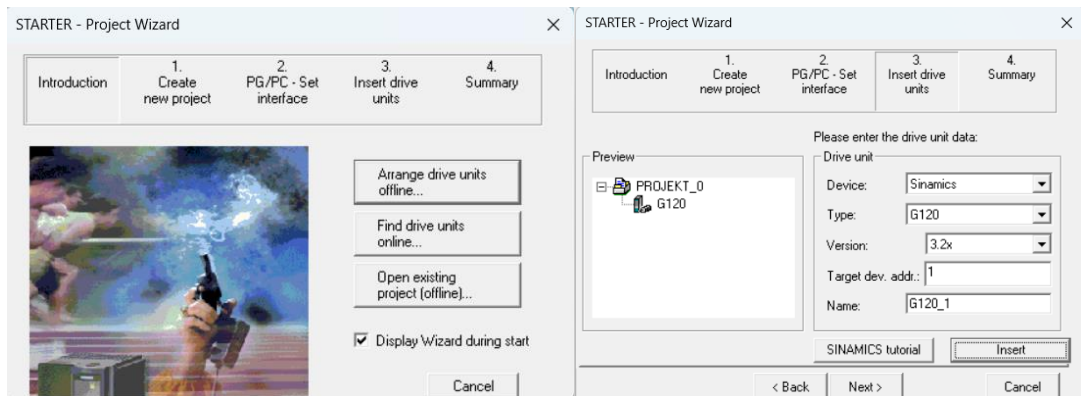 STARTER - Project Wizard
Introduction
1.
Create
new project
2.
PG/PC - Set
interface
3.
Insert drive
units
4.
Summary
Arrange drive units
offline...
Find drive units
online...
Open existing
project (offline)...
Display Wizard during start
Cancel
STARTER - Project Wizard
Introduction
1.
Create
new project
2.
PG/PC - Set
interface
3.
Insert drive
units
4.
Summary
Please enter the drive unit data:
Preview
PROJEKT_0
G120
Drive unit
Device: Sinamics
Type: G120
Version: 3.2x
Target dev. addr.: 1
Name: G120_1
SINAMICS tutorial
Insert
< Back
Next >
Cancel